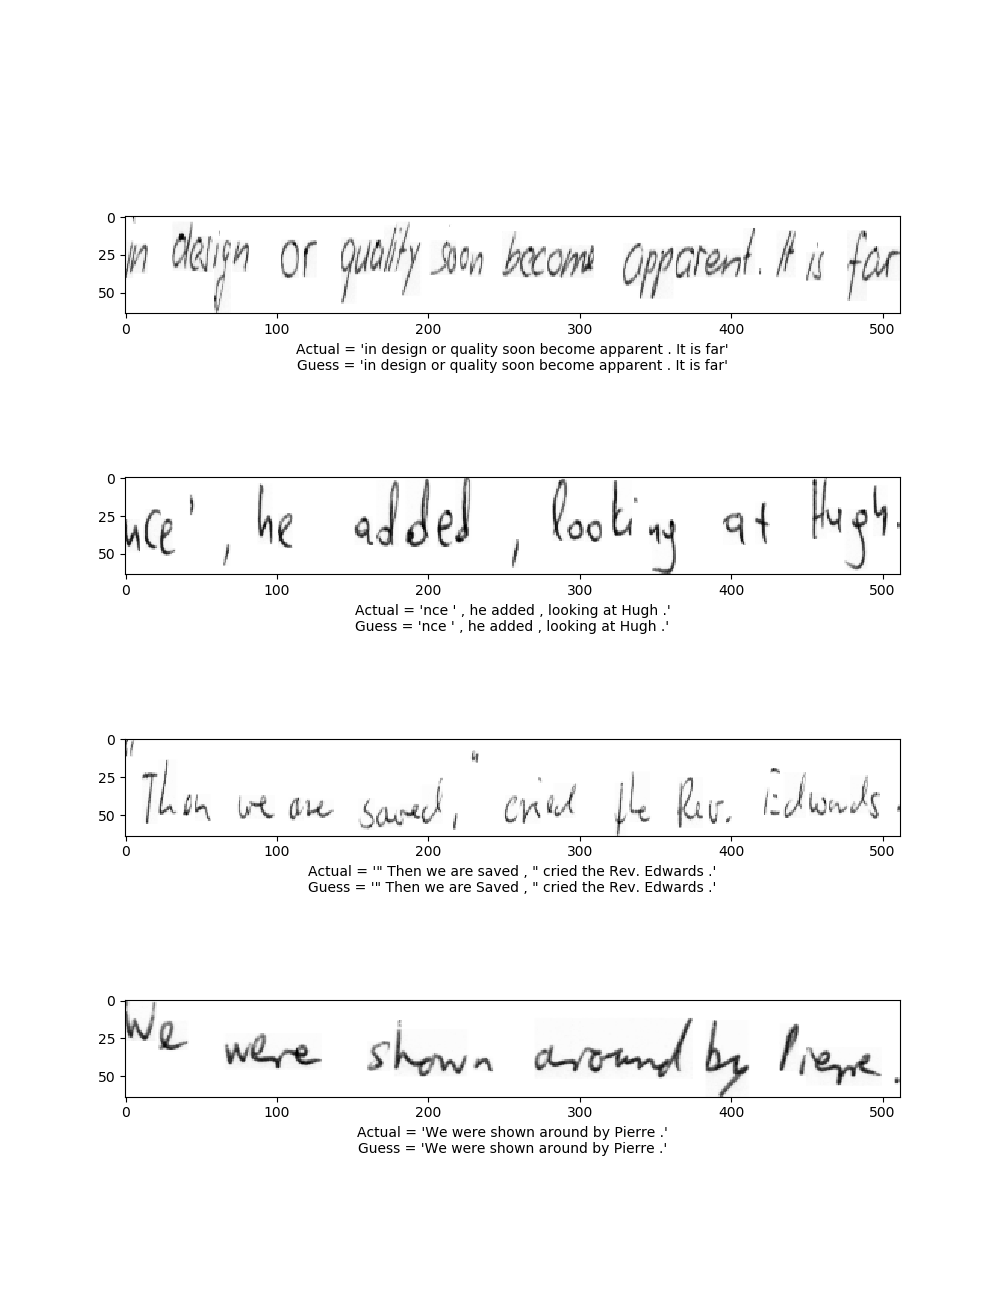 0
25
50
in design or quality soon become apparent. It is far
0 100 200 300 400 500
Actual = 'in design or quality soon become apparent . It is far'
Guess = 'in design or quality soon become apparent . It is far'
0
25
50
nce ', he added, looking at Hugh.
0 100 200 300 400 500
Actual = 'nce ' , he added , looking at Hugh .'
Guess = 'nce ' , he added , looking at Hugh .'
0
25
50
"Then we are saved," cried the Rev. Edwards.
0 100 200 300 400 500
Actual = '" Then we are saved , " cried the Rev. Edwards .'
Guess = '" Then we are Saved , " cried the Rev. Edwards .'
0
25
50
We were shown around by Pierre.
0 100 200 300 400 500
Actual = 'We were shown around by Pierre .'
Guess = 'We were shown around by Pierre .'